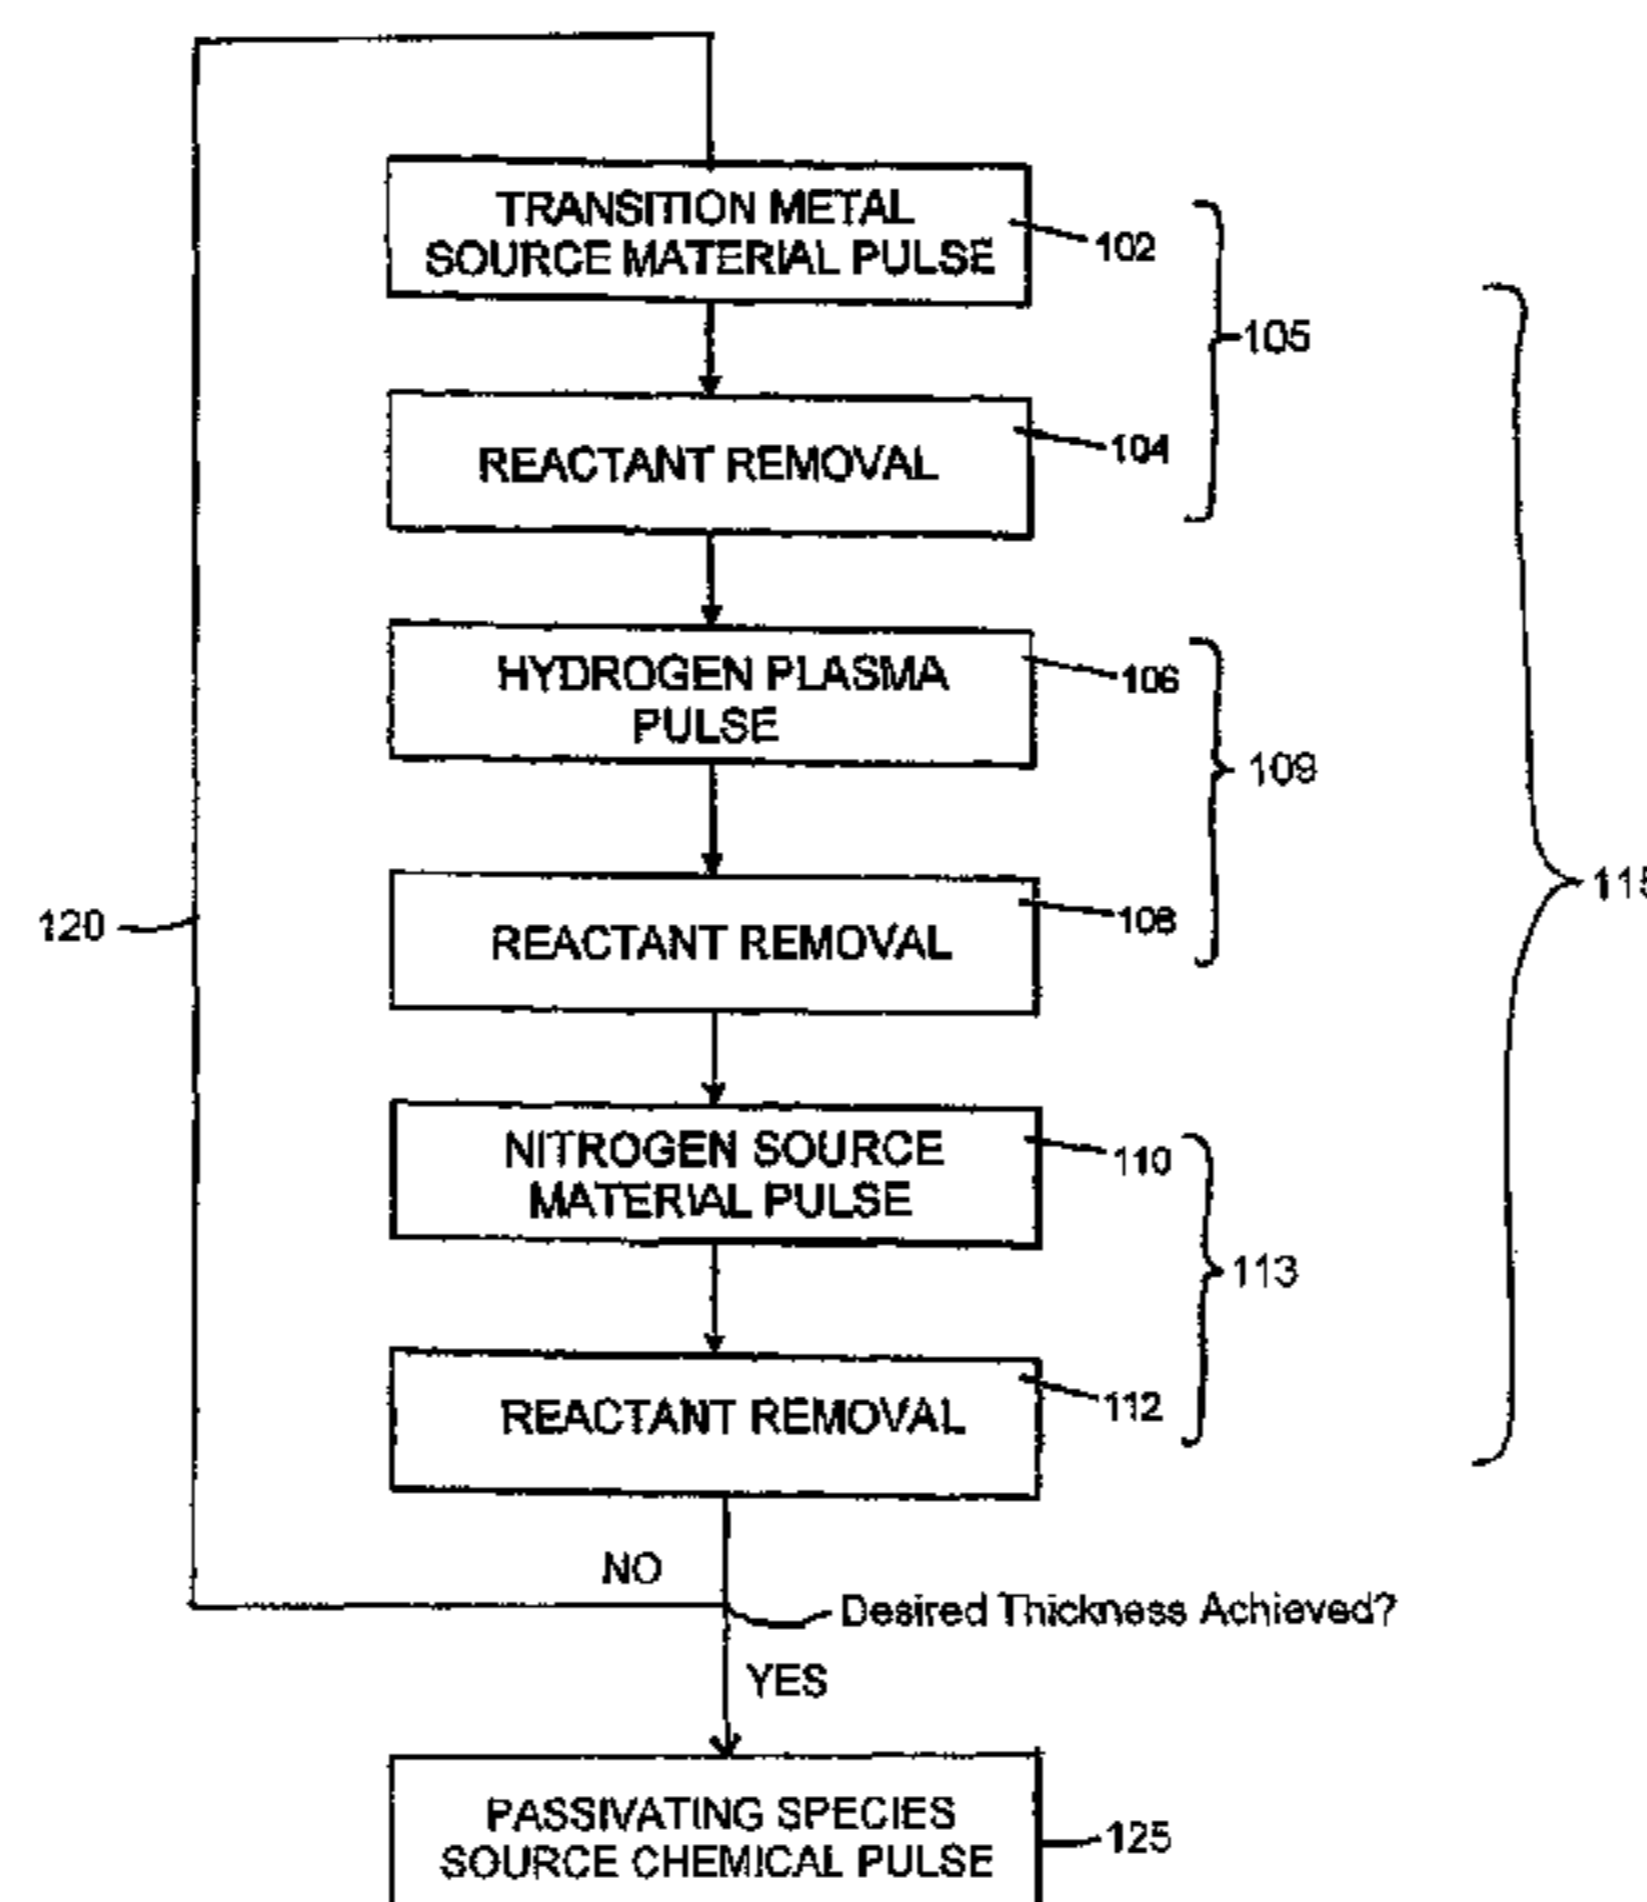 TRANSITION METAL
SOURCE MATERIAL PULSE
102
105
REACTANT REMOVAL
104
HYDROGEN PLASMA
PULSE
106
109
REACTANT REMOVAL
108
115
120
NITROGEN SOURCE
MATERIAL PULSE
110
113
REACTANT REMOVAL
112
NO
Desired Thickness Achieved?
YES
PASSIVATING SPECIES
SOURCE CHEMICAL PULSE
125